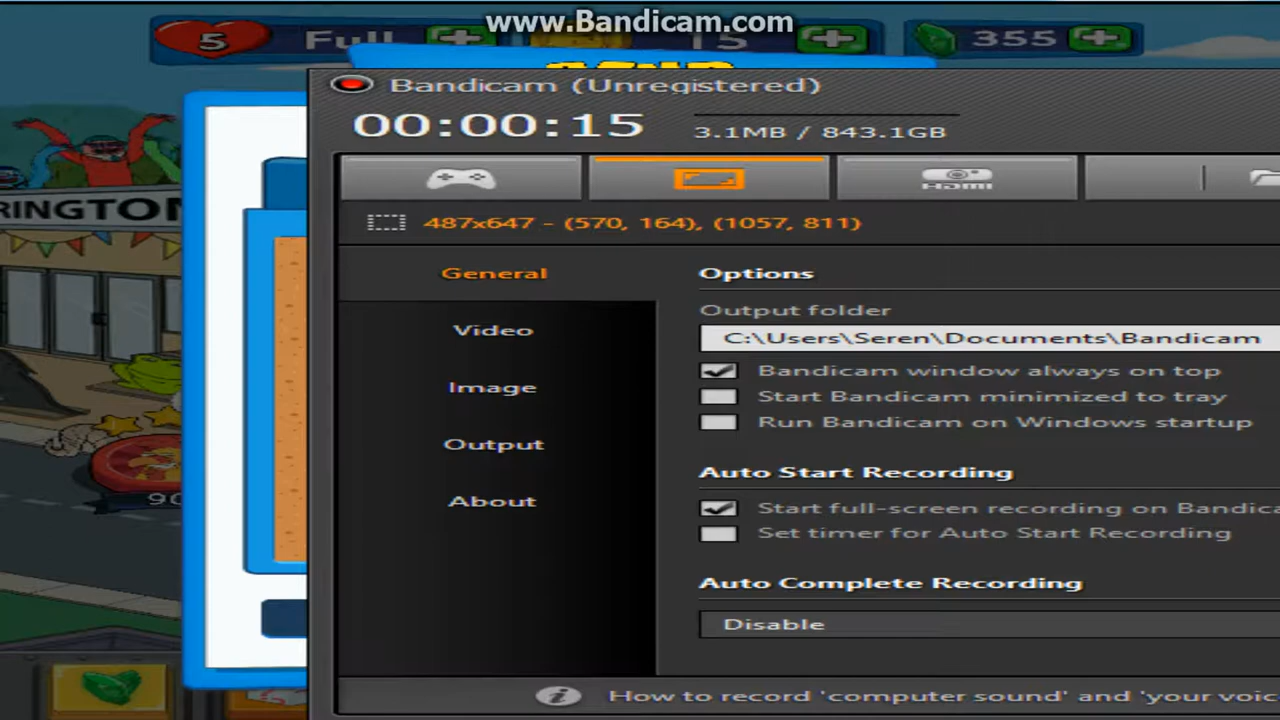 www.Bandicam.com
5 Full 15 355
Bandicam (Unregistered)
00:00:15 3.1MB / 843.1GB
HDMI
RINGTON
487x647 - (570, 164), (1057, 811)
General
Video
Image
Output
About
Options
Output folder
C:\Users\Seren\Documents\Bandicam
Bandicam window always on top
Start Bandicam minimized to tray
Run Bandicam on Windows startup
Auto Start Recording
Start full-screen recording on Bandica
Set timer for Auto Start Recording
Auto Complete Recording
Disable
90
How to record 'computer sound' and 'your voic